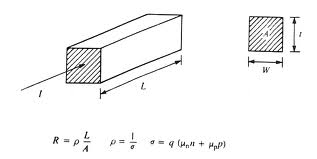 A
t
W
I
L
R = ρ L/A ρ = 1/σ σ = q (μₙn + μₚp)